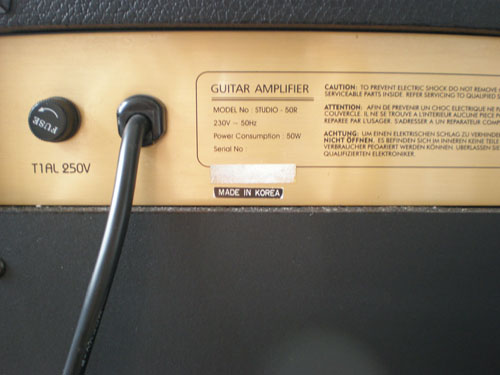 FUSE
T1AL 250V
GUITAR AMPLIFIER
MODEL No : STUDIO - 50R
230V ~ 50Hz
Power Consumption : 50W
Serial No
MADE IN KOREA
CAUTION: TO PREVENT ELECTRIC SHOCK DO NOT REMOVE
SERVICEABLE PARTS INSIDE. REFER SERVICING TO QUALIFIED
ATTENTION: AFIN DE PREVENIR UN CHOC ELECTRIQUE NE
COUVERCLE. IL NE SE TROUVE A L'INTERIEUR AUCUNE PIECE
REPAREE PAR L'USAGER. S'ADRESSER A UN REPARATEUR
ACHTUNG: UM EINEN ELEKTRISCHEN SCHLAG ZU
NICHT ÖFFNEN. ES BEFINDEN SICH IM INNEREN KEINE TEILE
VERBRAUCHER REPARIERT WERDEN KÖNNEN. ÜBERLASSEN
QUALIFIZIERTEN ELEKTRONIKER.